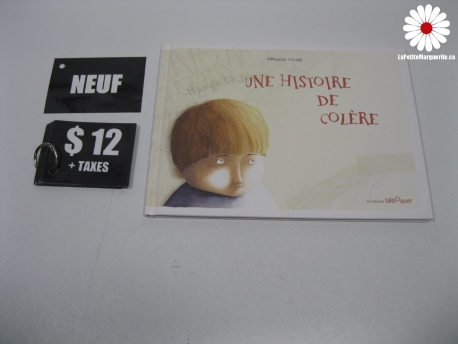 LaPetiteMarguerite.ca
NEUF
$ 12
+ TAXES
UNE HISTOIRE
DE
COLÈRE